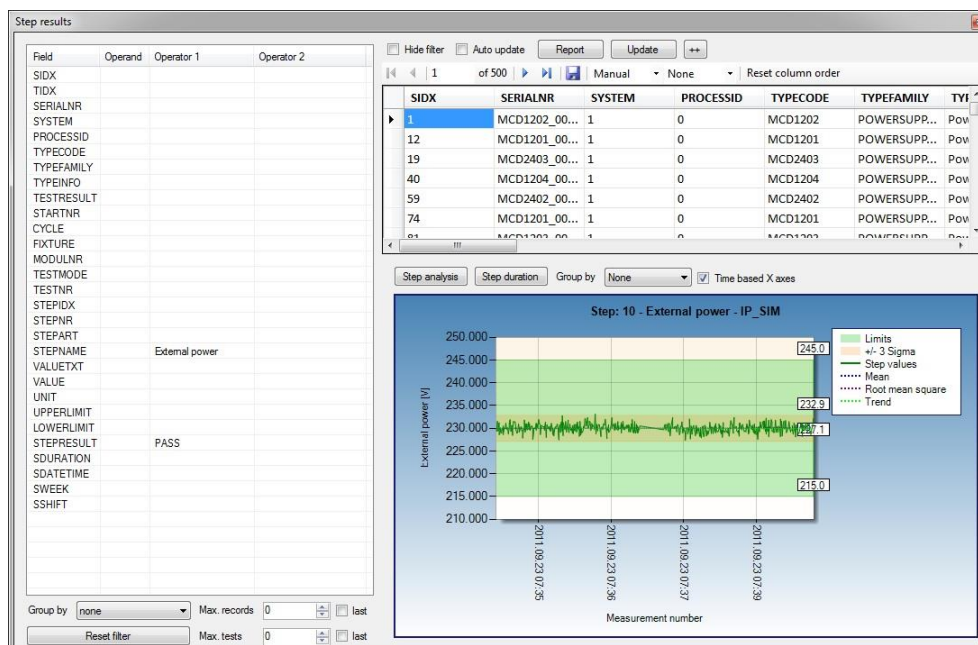 Step results
Field Operand Operator 1 Operator 2
SIDX
TIDX
SERIALNR
SYSTEM
PROCESSID
TYPECODE
TYPEFAMILY
TYPEINFO
TESTRESULT
STARTNR
CYCLE
FIXTURE
MODULNR
TESTMODE
TESTNR
STEPIDX
STEPNR
STEPART
STEPNAME External power
VALUETXT
VALUE
UNIT
UPPERLIMIT
LOWERLIMIT
STEPRESULT PASS
SDURATION
SDATETIME
SWEEK
SSHIFT
Group by none Max. records 0 last
Reset filter Max. tests 0 last
Hide filter Auto update Report Update ++
1 of 500 Manual None Reset column order
SIDX SERIALNR SYSTEM PROCESSID TYPECODE TYPEFAMILY TYP
1 MCD1202_00... 1 0 MCD1202 POWERSUPP... Pow
12 MCD1201_00... 1 0 MCD1201 POWERSUPP... Pow
19 MCD2403_00... 1 0 MCD2403 POWERSUPP... Pow
40 MCD1204_00... 1 0 MCD1204 POWERSUPP... Pow
59 MCD2402_00... 1 0 MCD2402 POWERSUPP... Pow
74 MCD1201_00... 1 0 MCD1201 POWERSUPP... Pow
Step analysis Step duration Group by None Time based X axes
Step: 10 - External power - IP_SIM
External power [V]
250.000
245.000
240.000
235.000
230.000
225.000
220.000
215.000
210.000
245.0
232.9
227.1
215.0
Limits
+/- 3 Sigma
Step values
Mean
Root mean square
Trend
2011.09.23 07:35
2011.09.23 07:36
2011.09.23 07:37
2011.09.23 07:39
Measurement number